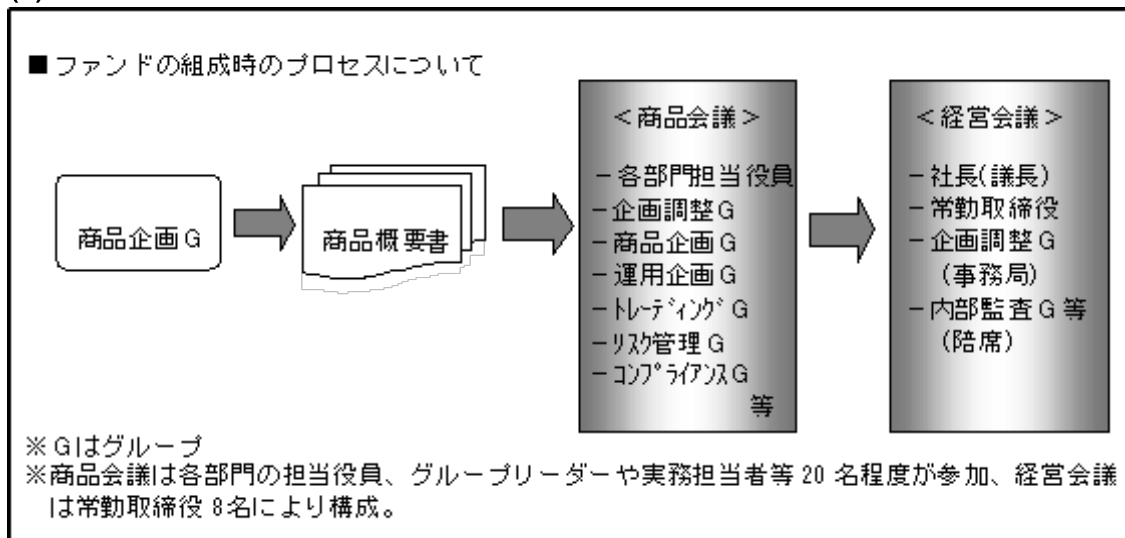 ■ファンドの組成時のプロセスについて
商品企画G
商品概要書
＜商品会議＞
－各部門担当役員
－企画調整G
－商品企画G
－運用企画G
－ﾄﾚｰﾃﾞｨﾝｸﾞG
－ﾘｽｸ管理G
－ｺﾝﾌﾟﾗｲｱﾝｽG
等
＜経営会議＞
－社長(議長)
－常勤取締役
－企画調整G
(事務局)
－内部監査G等
(陪席)
※Gはグループ
※商品会議は各部門の担当役員、グループリーダーや実務担当者等 20 名程度が参加、経営会議
は常勤取締役 8名により構成。